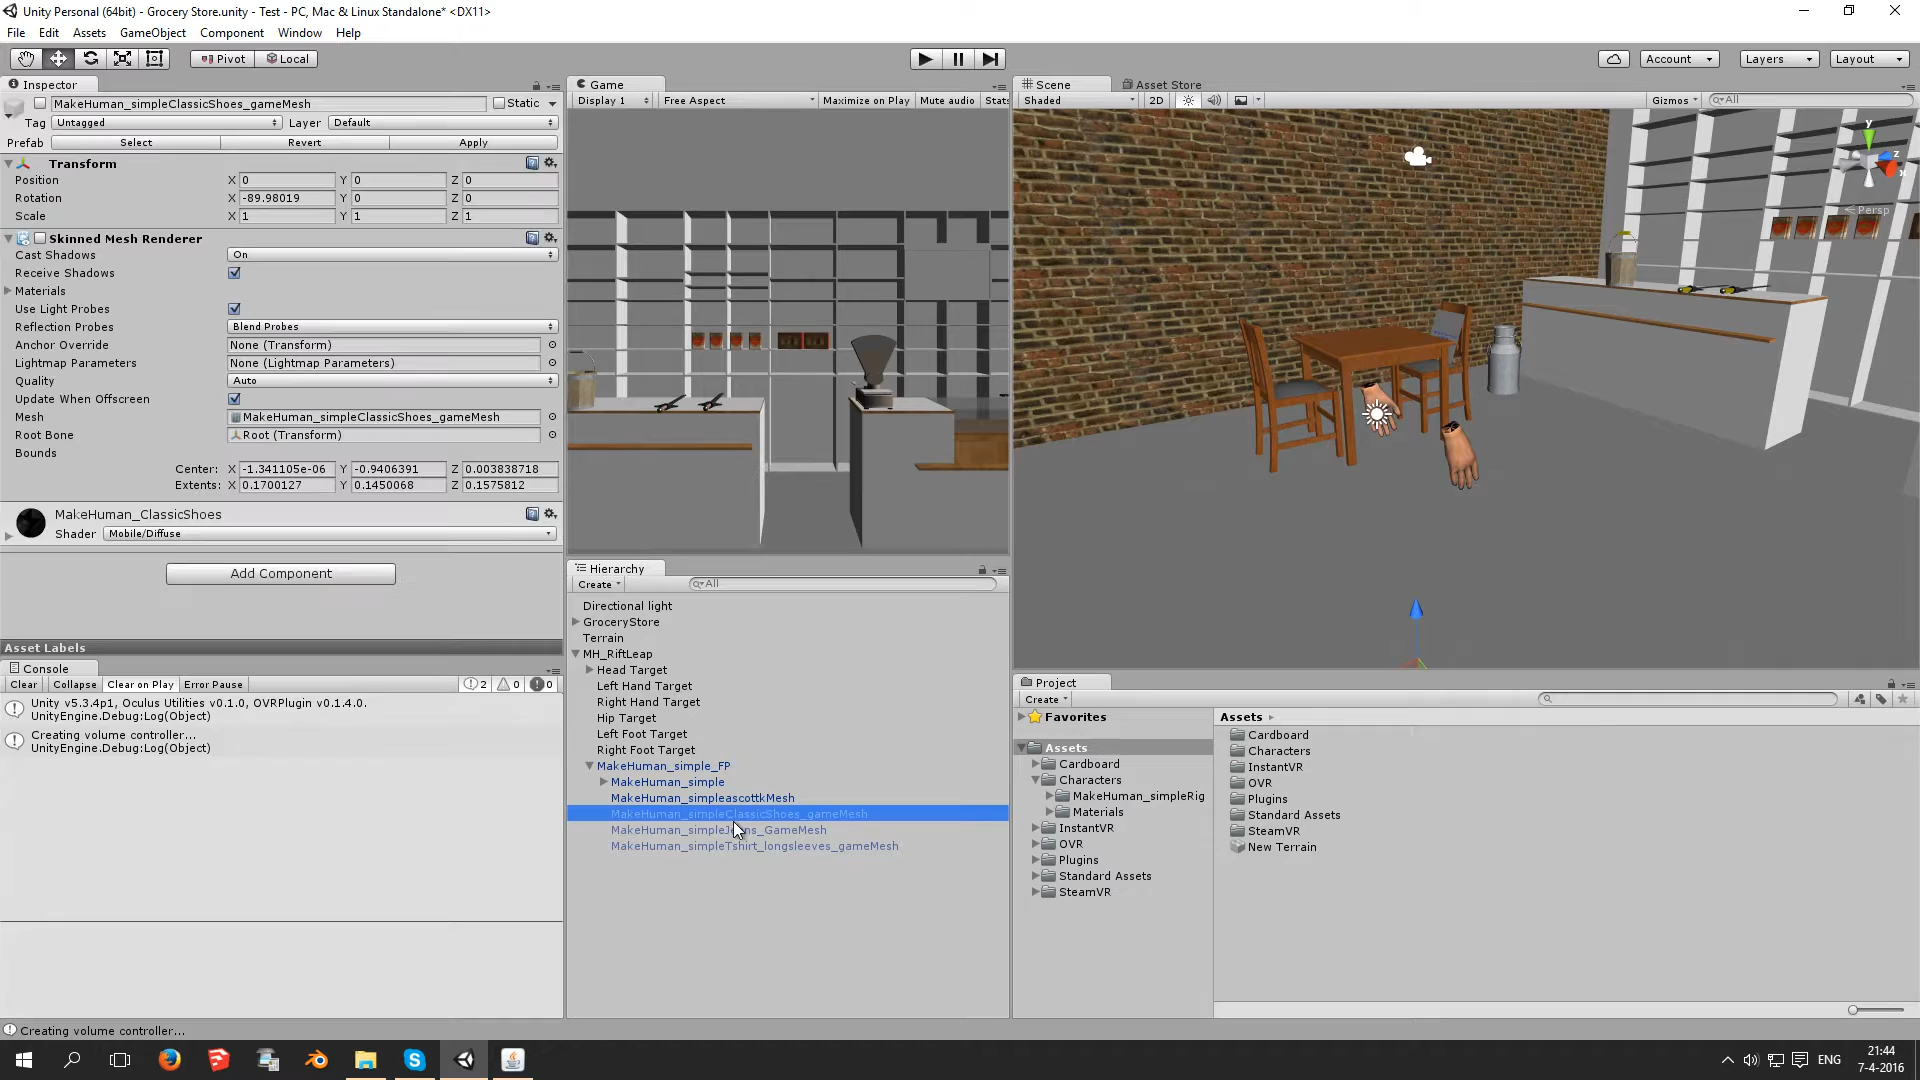 Unity Personal (64bit) - Grocery Store.unity - Test - PC, Mac & Linux Standalone* <DX11>
File Edit Assets GameObject Component Window Help
Pivot Local Account Layers Layout
Inspector
MakeHuman_simpleClassicShoes_gameMesh Static
Tag Untagged Layer Default
Prefab Select Revert Apply
Transform
Position X 0 Y 0 Z 0
Rotation X -89.98019 Y 0 Z 0
Scale X 1 Y 1 Z 1
Skinned Mesh Renderer
Cast Shadows On
Receive Shadows
Materials
Use Light Probes
Reflection Probes Blend Probes
Anchor Override None (Transform)
Lightmap Parameters None (Lightmap Parameters)
Quality Auto
Update When Offscreen
Mesh MakeHuman_simpleClassicShoes_gameMesh
Root Bone Root (Transform)
Bounds
Center: X -1.341105e-06 Y -0.9406391 Z 0.003838718
Extents: X 0.1700127 Y 0.1450068 Z 0.1575812
MakeHuman_ClassicShoes
Shader Mobile/Diffuse
Add Component
Asset Labels
Console
Clear Collapse Clear on Play Error Pause 2 0 0
Unity v5.3.4p1, Oculus Utilities v0.1.0, OVRPlugin v0.1.4.0.
UnityEngine.Debug:Log(Object)
Creating volume controller...
UnityEngine.Debug:Log(Object)
Game
Display 1 Free Aspect Maximize on Play Mute audio Stats
Hierarchy
Create All
Directional light
GroceryStore
Terrain
MH_RiftLeap
Head Target
Left Hand Target
Right Hand Target
Hip Target
Left Foot Target
Right Foot Target
MakeHuman_simple_FP
MakeHuman_simple
MakeHuman_simpleascottkMesh
MakeHuman_simpleClassicShoes_gameMesh
MakeHuman_simpleJ ns_GameMesh
MakeHuman_simpleTshirt_longsleeves_gameMesh
Scene Asset Store
Shaded 2D Gizmos All
y
z
x
Persp
Project
Create
Favorites
Assets
Cardboard
Characters
MakeHuman_simpleRig
Materials
InstantVR
OVR
Plugins
Standard Assets
SteamVR
Assets
Cardboard
Characters
InstantVR
OVR
Plugins
Standard Assets
SteamVR
New Terrain
Creating volume controller...
ENG
21:44
7-4-2016